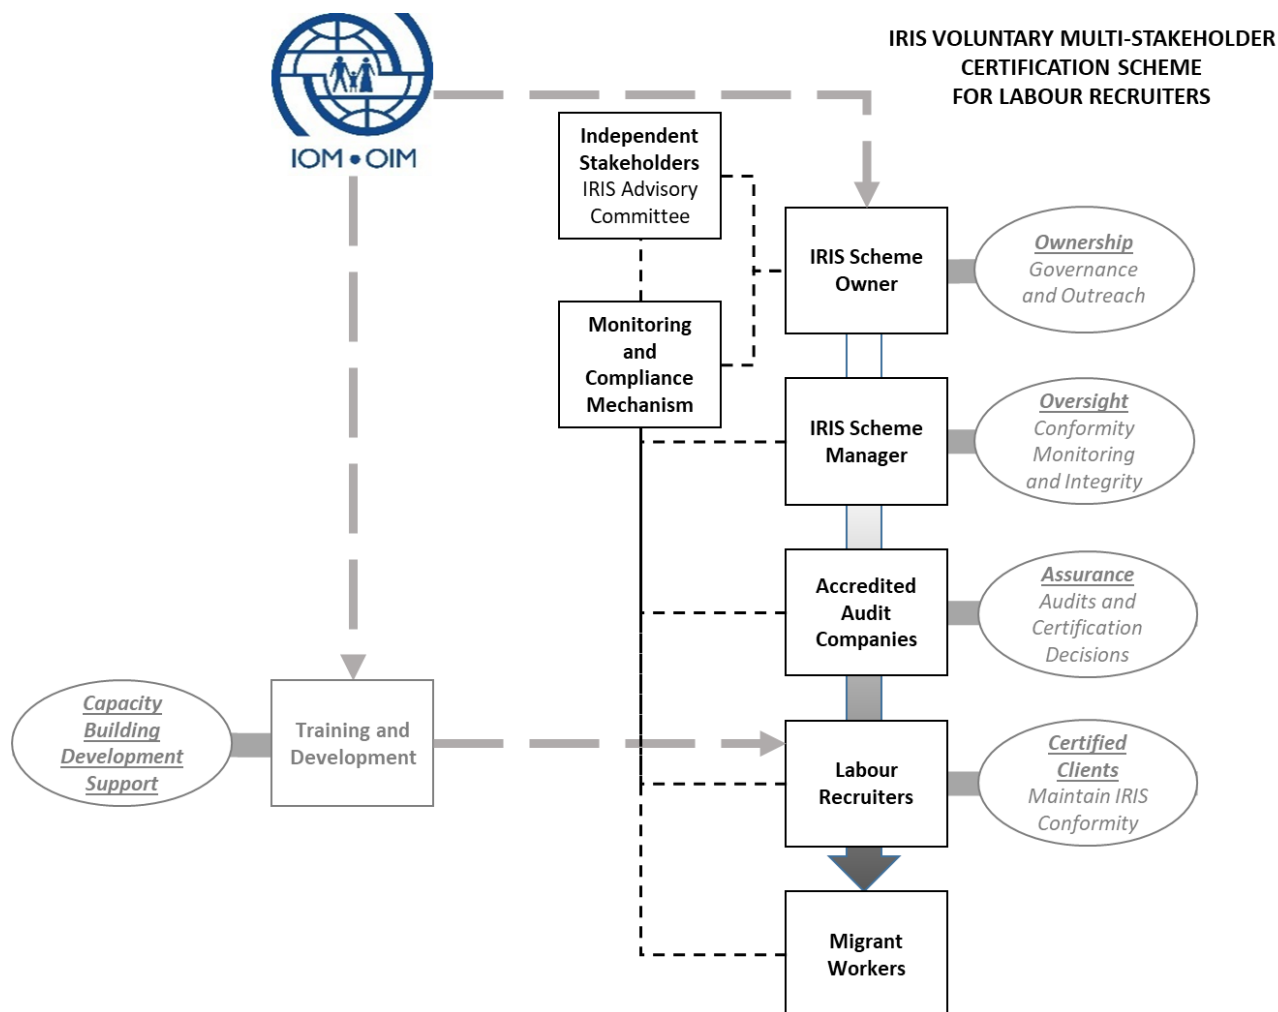 IRIS VOLUNTARY MULTI-STAKEHOLDER
CERTIFICATION SCHEME
FOR LABOUR RECRUITERS
IOM • OIM
Independent
Stakeholders
IRIS Advisory
Committee
IRIS Scheme
Owner
Ownership
Governance
and Outreach
Monitoring
and
Compliance
Mechanism
IRIS Scheme
Manager
Oversight
Conformity
Monitoring
and Integrity
Accredited
Audit
Companies
Assurance
Audits and
Certification
Decisions
Capacity
Building
Development
Support
Training and
Development
Labour
Recruiters
Certified
Clients
Maintain IRIS
Conformity
Migrant
Workers